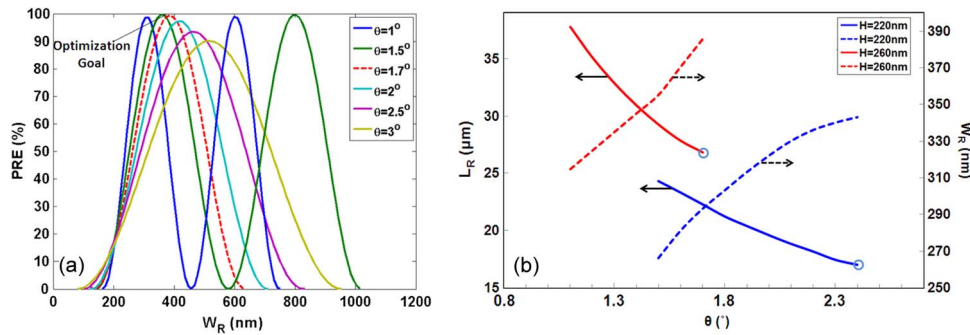 100
90
80
70
60
50
40
30
20
10
0
PRE (%)
Optimization
Goal
θ=1°
θ=1.5°
θ=1.7°
θ=2°
θ=2.5°
θ=3°
(a)
0 200 400 600 800 1000 1200
W_R (nm)
35
30
25
20
15
L_R (μm)
H=220nm
H=220nm
H=260nm
H=260nm
390
370
350
330
310
290
270
250
W_R (nm)
(b)
0.8 1.3 1.8 2.3
θ (°)